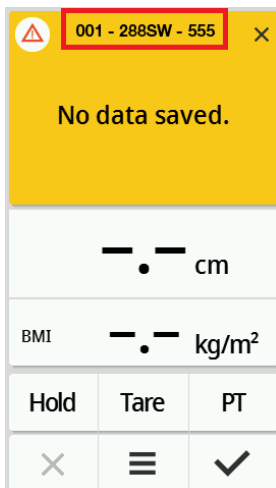 001 - 288SW - 555
No data saved.
-.- cm
BMI -.- kg/m²
Hold Tare PT